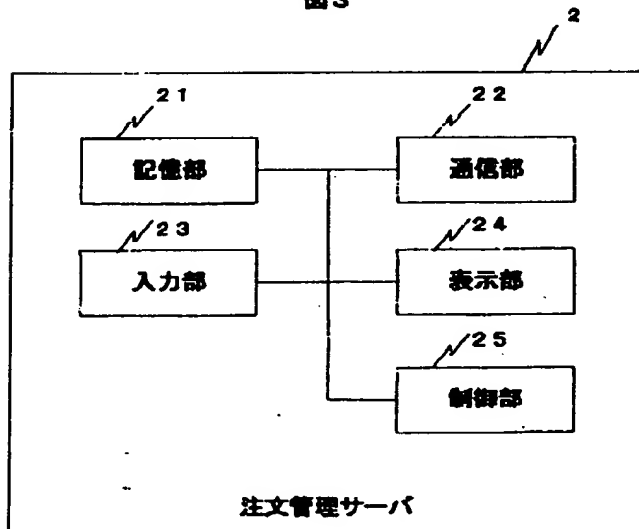 図3
2
21 22
記憶部 通信部
23 24
入力部 表示部
25
制御部
注文管理サーバ